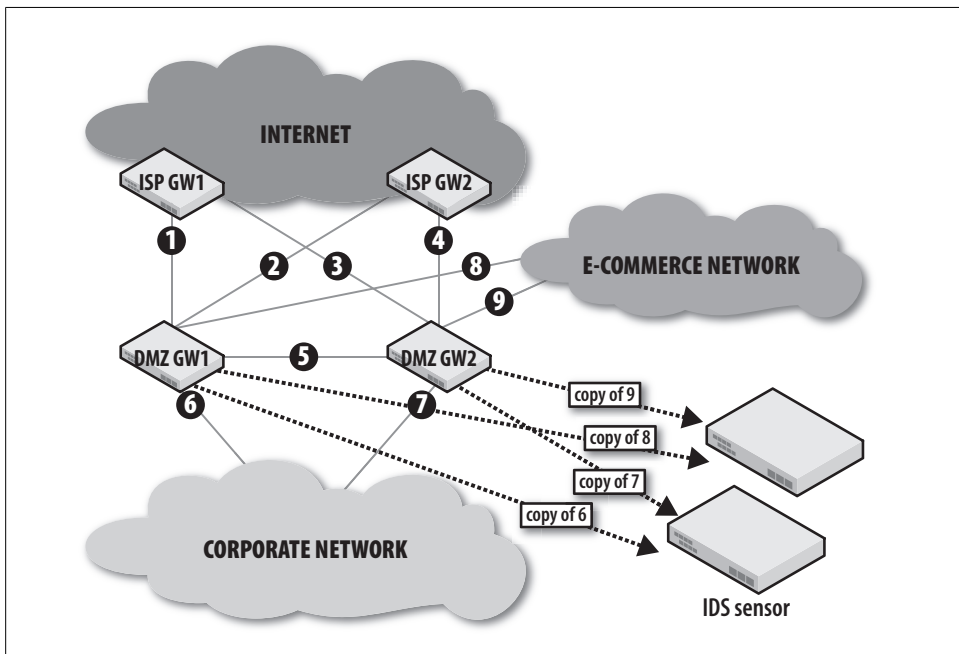 INTERNET
ISP GW1
ISP GW2
1
2
3
4
8
E-COMMERCE NETWORK
9
DMZ GW1
5
DMZ GW2
6
7
copy of 9
copy of 8
copy of 7
copy of 6
CORPORATE NETWORK
IDS sensor